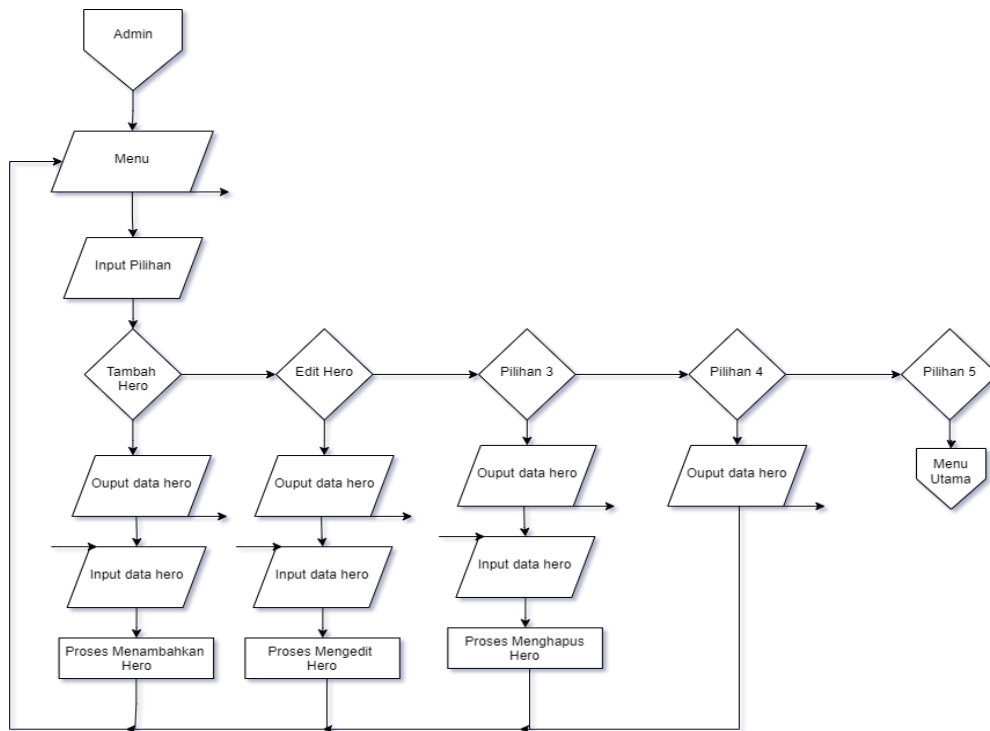 Admin
Menu
Input Pilihan
Tambah
Hero
Edit Hero
Pilihan 3
Pilihan 4
Pilihan 5
Ouput data hero
Ouput data hero
Ouput data hero
Ouput data hero
Menu
Utama
Input data hero
Input data hero
Input data hero
Proses Menambahkan
Hero
Proses Mengedit
Hero
Proses Menghapus
Hero